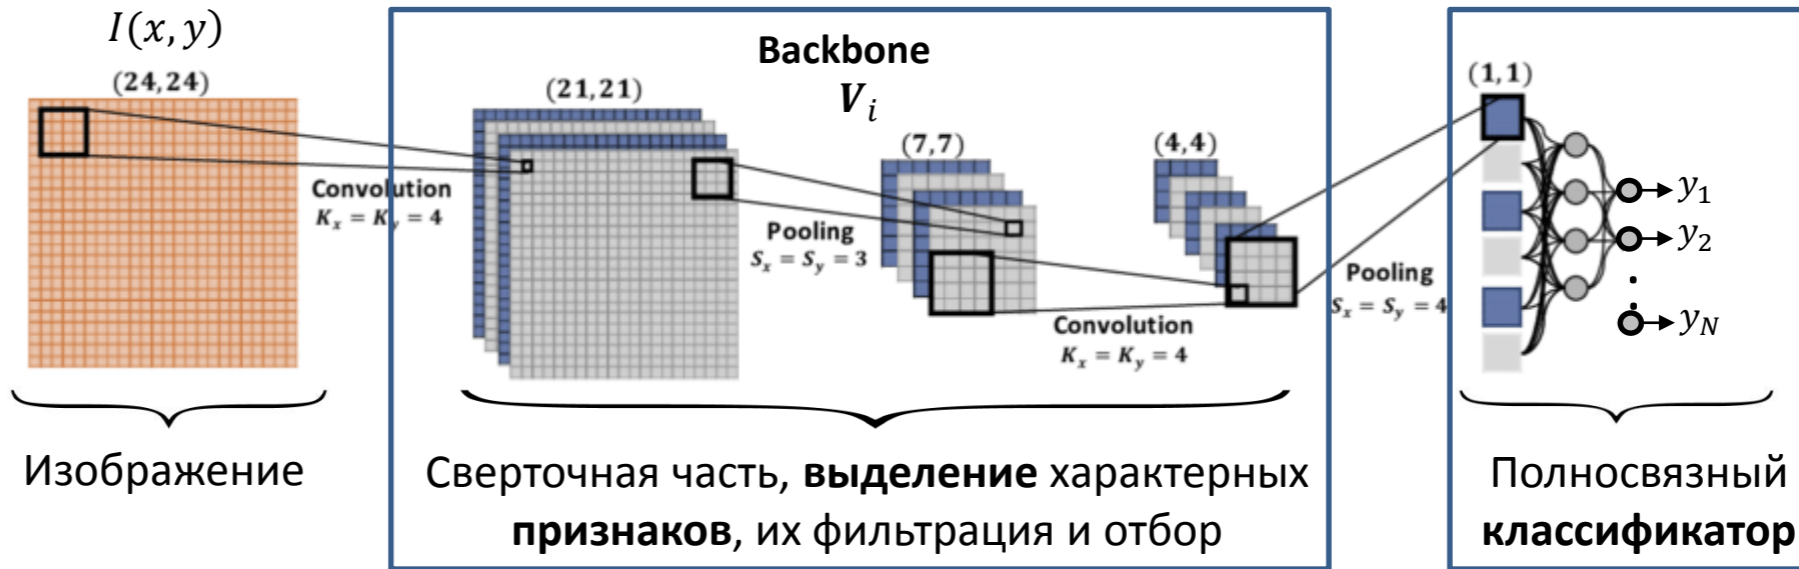 I(x, y)
(24,24)
Изображение
Backbone
V_i
(21,21)
(7,7)
(4,4)
Convolution
K_x = K_y = 4
Pooling
S_x = S_y = 3
Convolution
K_x = K_y = 4
Сверточная часть, выделение характерных
признаков, их фильтрация и отбор
Pooling
S_x = S_y = 4
(1,1)
y_1
y_2
y_N
Полносвязный
классификатор